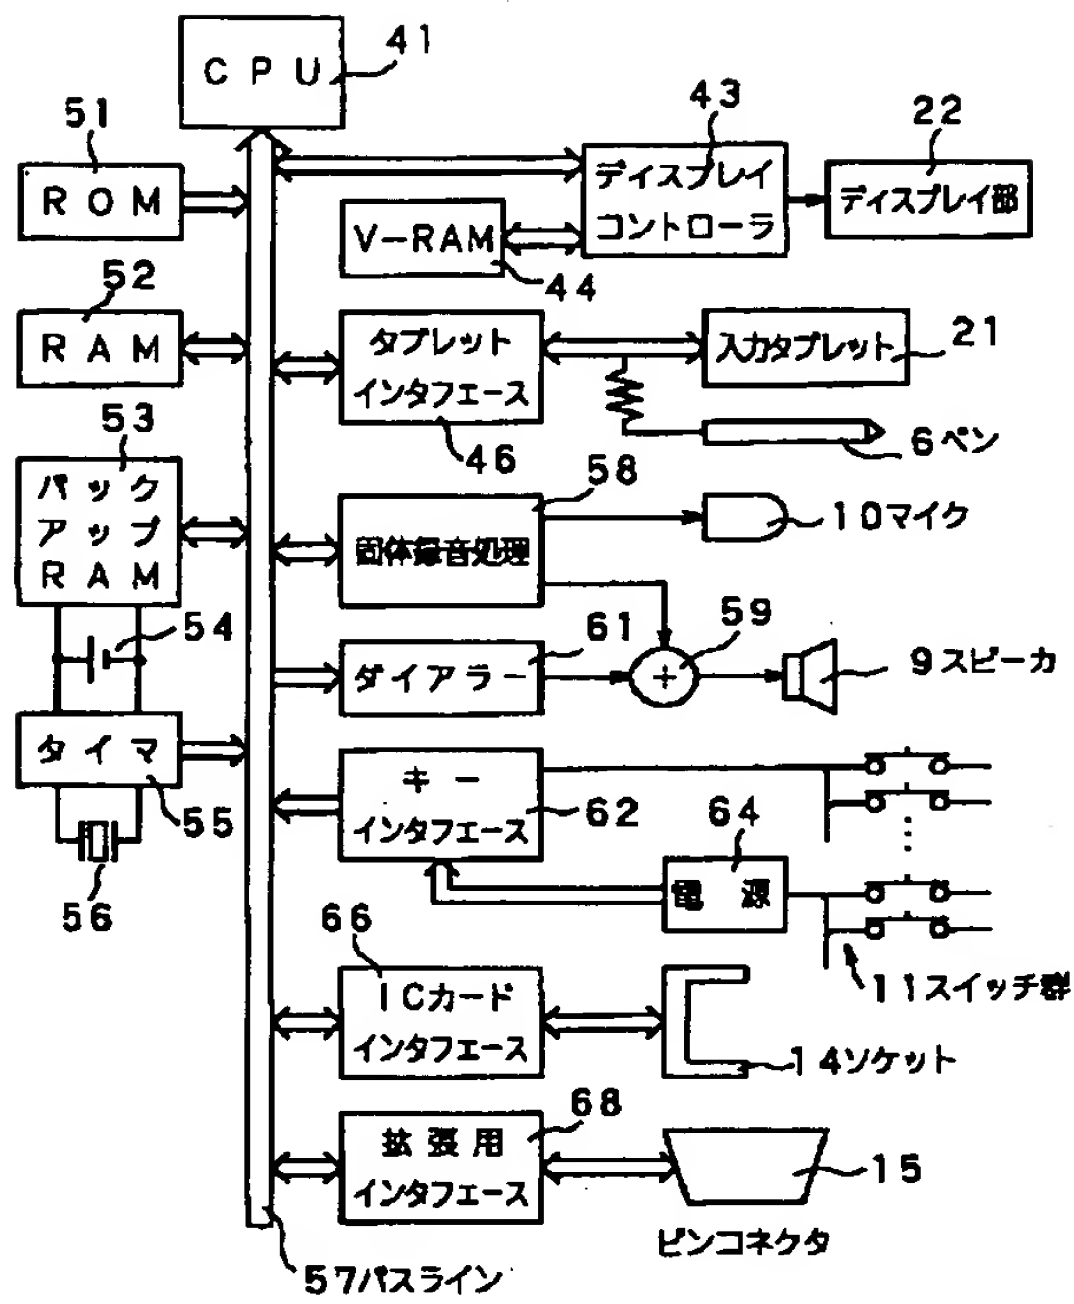 CPU
41
51
ROM
43
ディスプレイ
コントローラ
22
ディスプレイ部
V-RAM
44
52
RAM
タブレット
インタフェース
46
入力タブレット
21
6ペン
53
バック
アップ
RAM
58
固体録音処理
10マイク
54
61
ダイアラー
59
9スピーカ
タイマ
55
56
キー
インタフェース
62
64
電源
11スイッチ群
66
ICカード
インタフェース
14ソケット
68
拡張用
インタフェース
15
ピンコネクタ
57バスライン